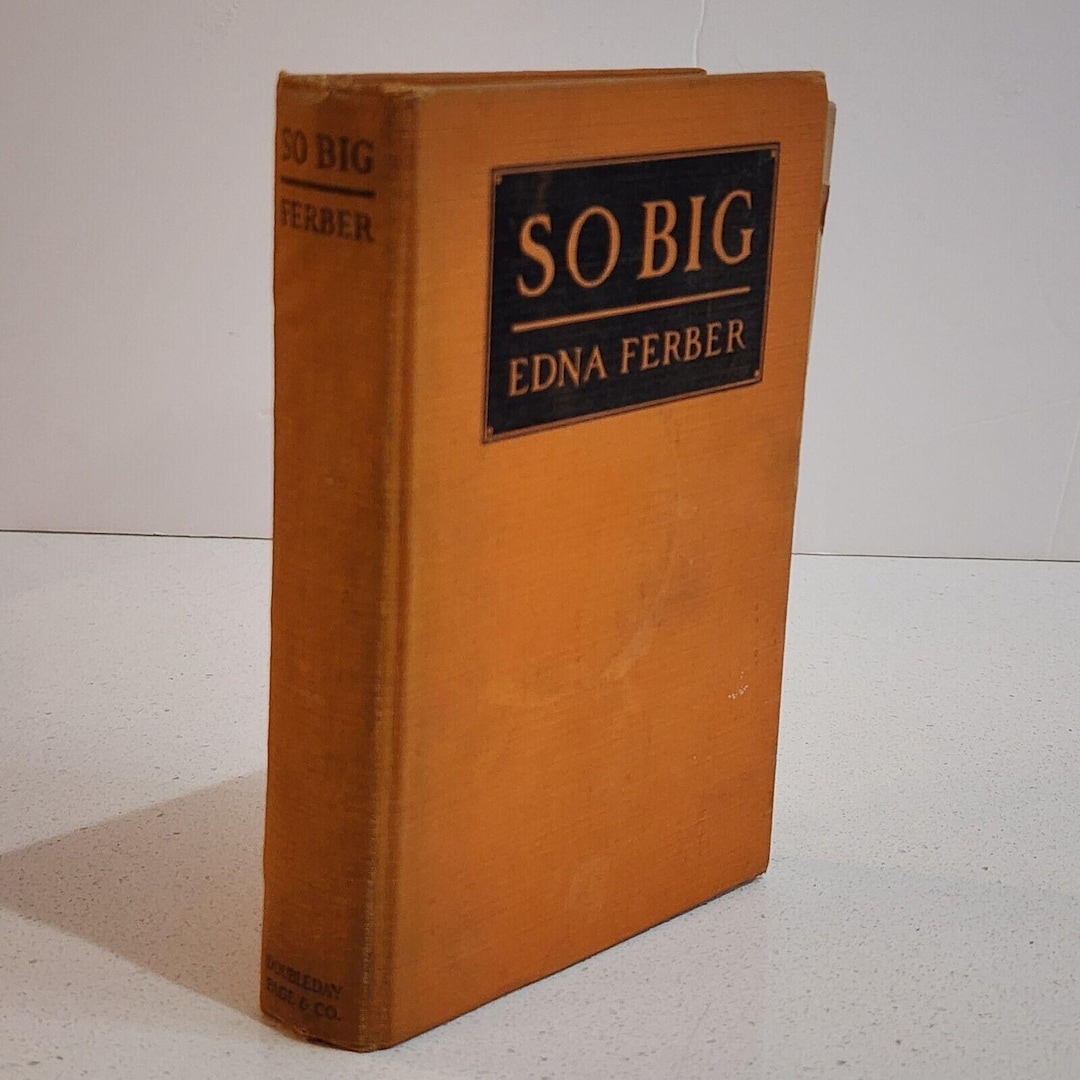 SO BIG
FERBER
DOUBLEDAY
PAGE & CO.
SO BIG
EDNA FERBER